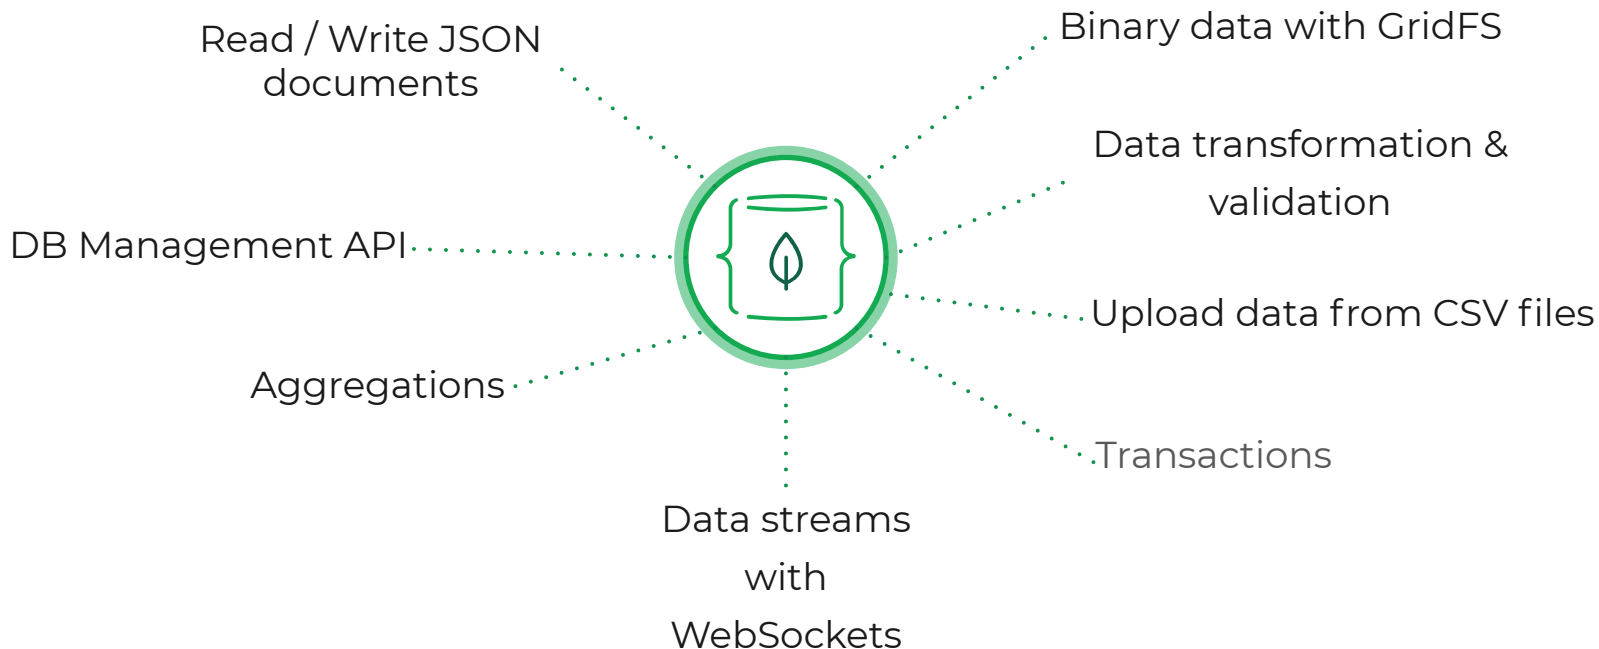 Read / Write JSON
documents
Binary data with GridFS
Data transformation &
validation
DB Management API
Upload data from CSV files
Aggregations
Transactions
Data streams
with
WebSockets